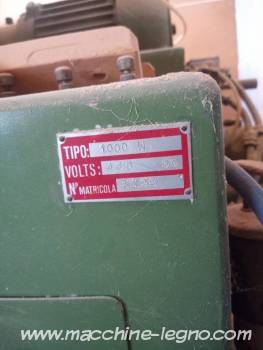 TIPO: 1000 N
VOLTS:
N° MATRICOLA
www.macchine-legno.com